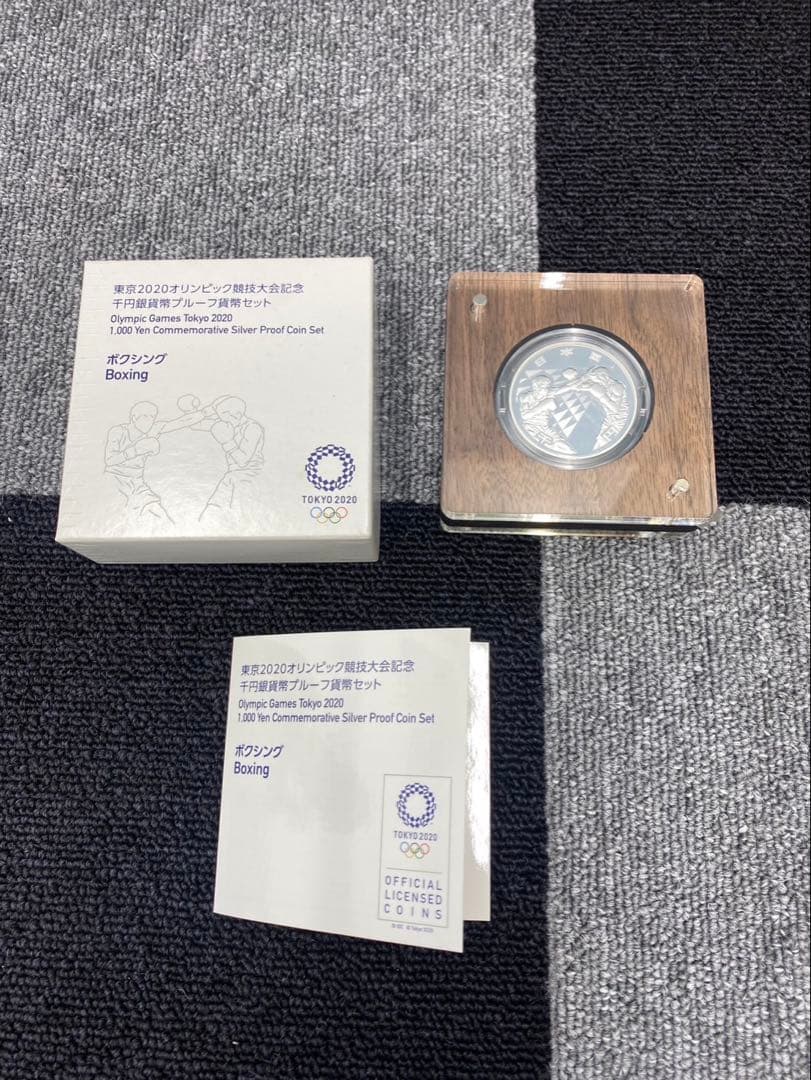 東京2020オリンピック競技大会記念
千円銀貨幣プルーフ貨幣セット
Olympic Games Tokyo 2020
1,000 Yen Commemorative Silver Proof Coin Set
ボクシング
Boxing
TOKYO 2020
日本国
東京2020オリンピック競技大会記念
千円銀貨幣プルーフ貨幣セット
Olympic Games Tokyo 2020
1,000 Yen Commemorative Silver Proof Coin Set
ボクシング
Boxing
TOKYO 2020
OFFICIAL
LICENSED
COINS